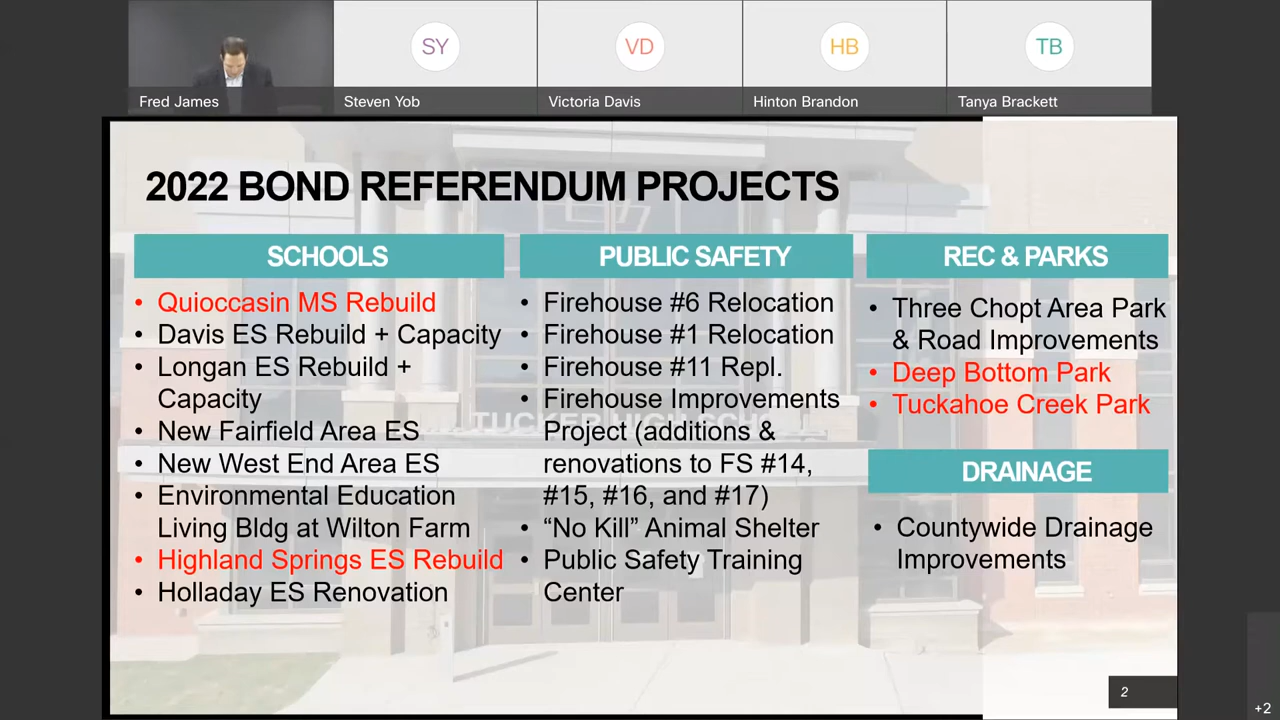 SY
VD
HB
TB
Fred James
Steven Yob
Victoria Davis
Hinton Brandon
Tanya Brackett
2022 BOND REFERENDUM PROJECTS
SCHOOLS
• Quioccasin MS Rebuild
• Davis ES Rebuild + Capacity
• Longan ES Rebuild +
Capacity
• New Fairfield Area ES
• New West End Area ES
• Environmental Education
Living Bldg at Wilton Farm
• Highland Springs ES Rebuild
• Holladay ES Renovation
PUBLIC SAFETY
• Firehouse #6 Relocation
• Firehouse #1 Relocation
• Firehouse #11 Repl.
• Firehouse Improvements
Project (additions &
renovations to FS #14,
#15, #16, and #17)
• “No Kill” Animal Shelter
• Public Safety Training
Center
REC & PARKS
• Three Chopt Area Park
& Road Improvements
• Deep Bottom Park
• Tuckahoe Creek Park
DRAINAGE
• Countywide Drainage
Improvements
TUCKER HIGH
2
+2